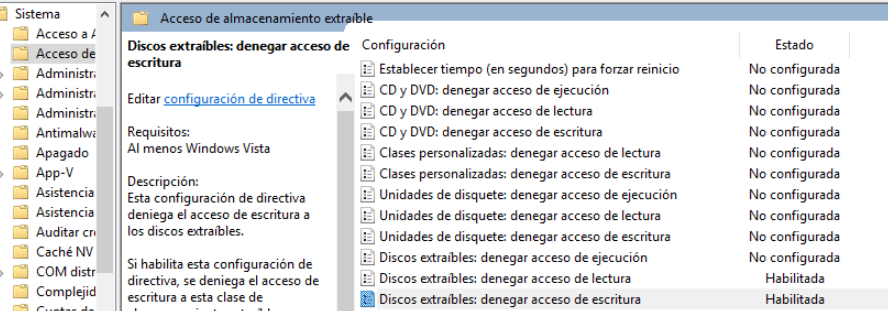 Sistema
Acceso a
Acceso de
Administra
Administra
Administra
Antimalwa
Apagado
App-V
Asistencia
Asistencia
Auditar cr
Caché NV
COM distr
Complejid
Acceso de almacenamiento extraíble
Discos extraíbles: denegar acceso de
escritura
Editar configuración de directiva
Requisitos:
Al menos Windows Vista
Descripción:
Esta configuración de directiva
deniega el acceso de escritura a
los discos extraíbles.
Si habilita esta configuración de
directiva, se deniega el acceso de
escritura a esta clase de
Configuración Estado
Establecer tiempo (en segundos) para forzar reinicio No configurada
CD y DVD: denegar acceso de ejecución No configurada
CD y DVD: denegar acceso de lectura No configurada
CD y DVD: denegar acceso de escritura No configurada
Clases personalizadas: denegar acceso de lectura No configurada
Clases personalizadas: denegar acceso de escritura No configurada
Unidades de disquete: denegar acceso de ejecución No configurada
Unidades de disquete: denegar acceso de lectura No configurada
Unidades de disquete: denegar acceso de escritura No configurada
Discos extraíbles: denegar acceso de ejecución No configurada
Discos extraíbles: denegar acceso de lectura Habilitada
Discos extraíbles: denegar acceso de escritura Habilitada